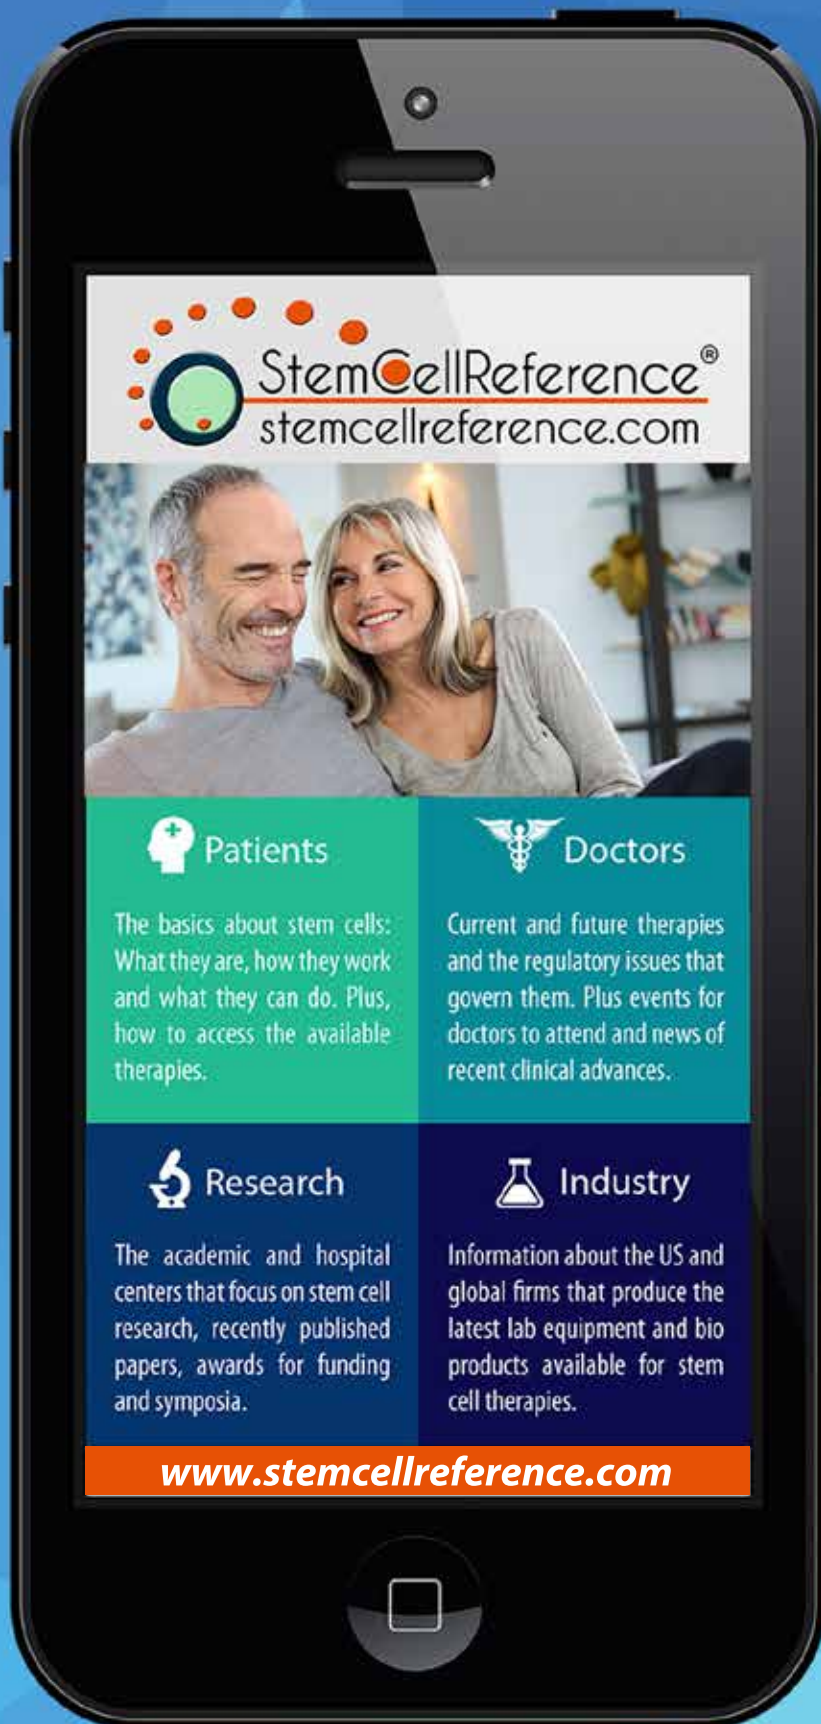 StemCellReference®
stemcellreference.com
Patients
The basics about stem cells:
What they are, how they work
and what they can do. Plus,
how to access the available
therapies.
Doctors
Current and future therapies
and the regulatory issues that
govern them. Plus events for
doctors to attend and news of
recent clinical advances.
Research
The academic and hospital
centers that focus on stem cell
research, recently published
papers, awards for funding
and symposia.
Industry
Information about the US and
global firms that produce the
latest lab equipment and bio
products available for stem
cell therapies.
www.stemcellreference.com